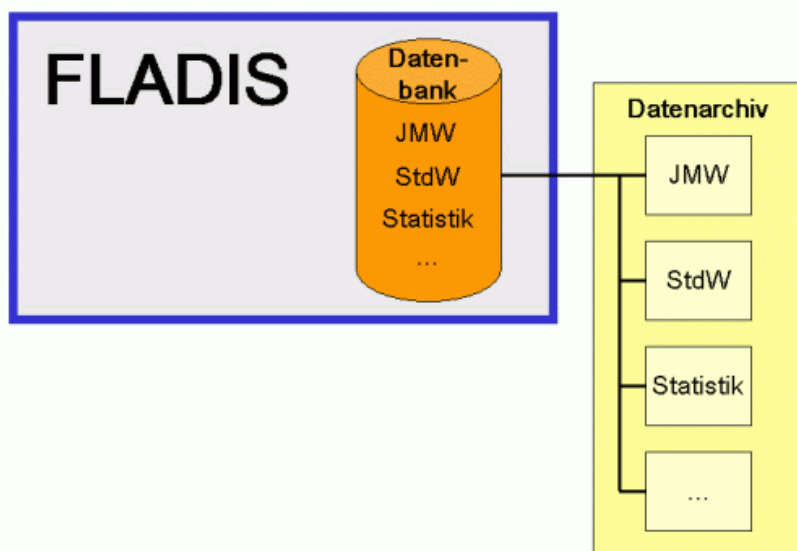 FLADIS
Daten-
bank
JMW
StdW
Statistik
...
Datenarchiv
JMW
StdW
Statistik
...